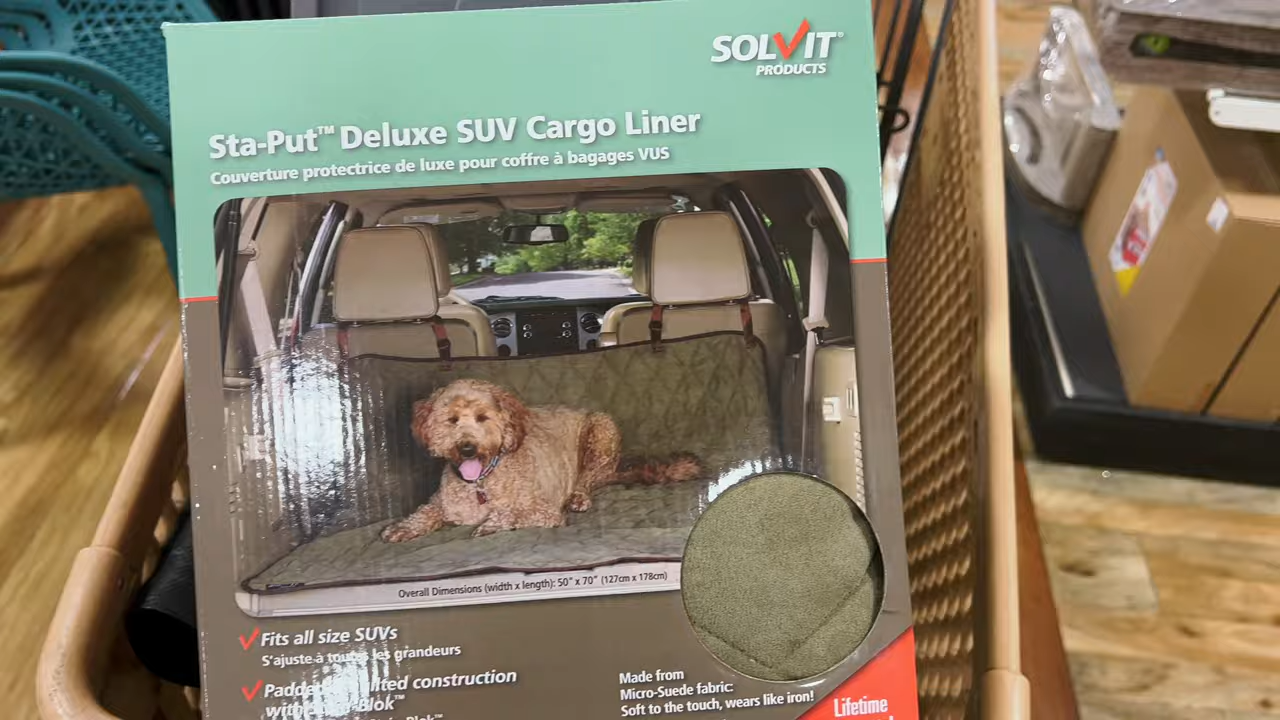 SOLVIT®
PRODUCTS
Sta-Put™ Deluxe SUV Cargo Liner
Couverture protectrice de luxe pour coffre à bagages VUS
Overall Dimensions (width x length): 50" x 70" (127cm x 178cm)
Fits all size SUVs
S'ajuste à toutes les grandeurs
construction
Made from
Micro-Suede fabric:
Soft to the touch, wears like iron!
Lifetime